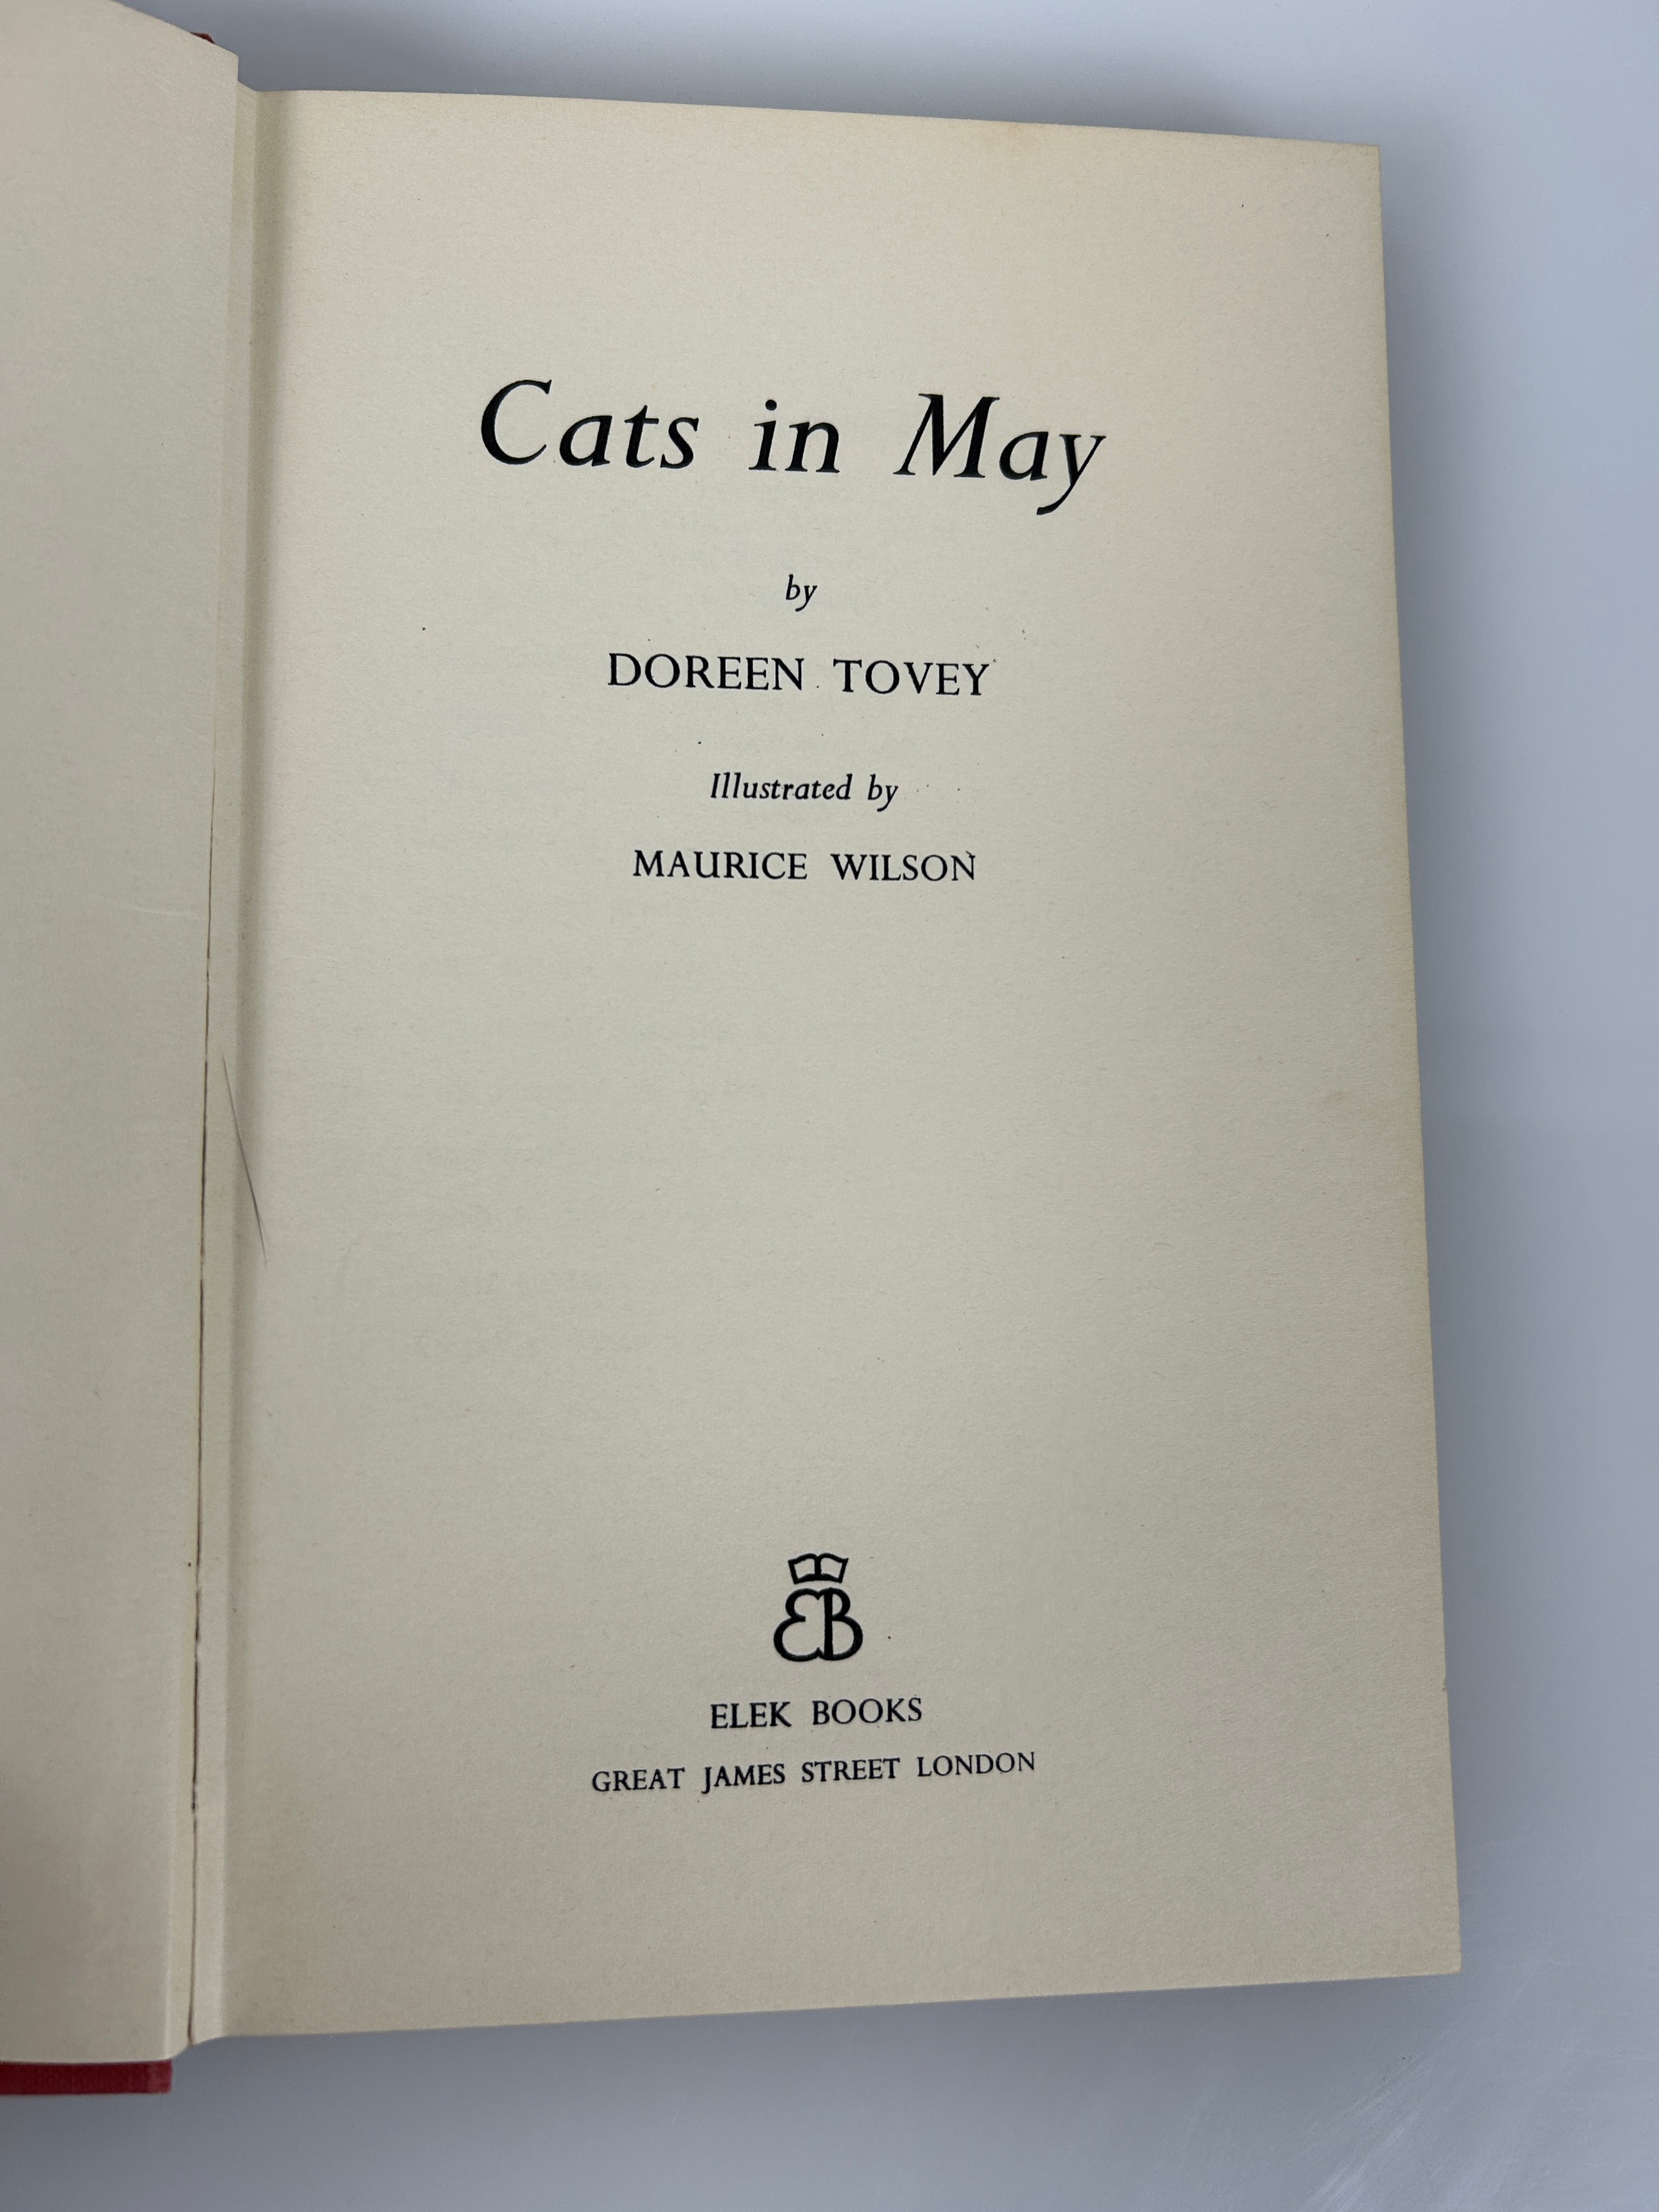 Cats in May
by
DOREEN TOVEY
Illustrated by
MAURICE WILSON
EB
ELEK BOOKS
GREAT JAMES STREET LONDON